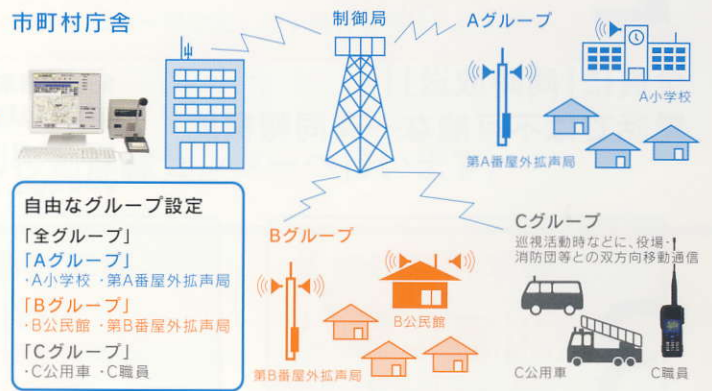 市町村庁舎
制御局
Aグループ
A小学校
第A番屋外拡声局
自由なグループ設定
「全グループ」
「Aグループ」
・A小学校 ・第A番屋外拡声局
「Bグループ」
・B公民館 ・第B番屋外拡声局
「Cグループ」
・C公用車 ・C職員
Bグループ
B公民館
第B番屋外拡声局
Cグループ
巡視活動時などに、役場・
消防団等との双方向移動通信
C公用車
C職員